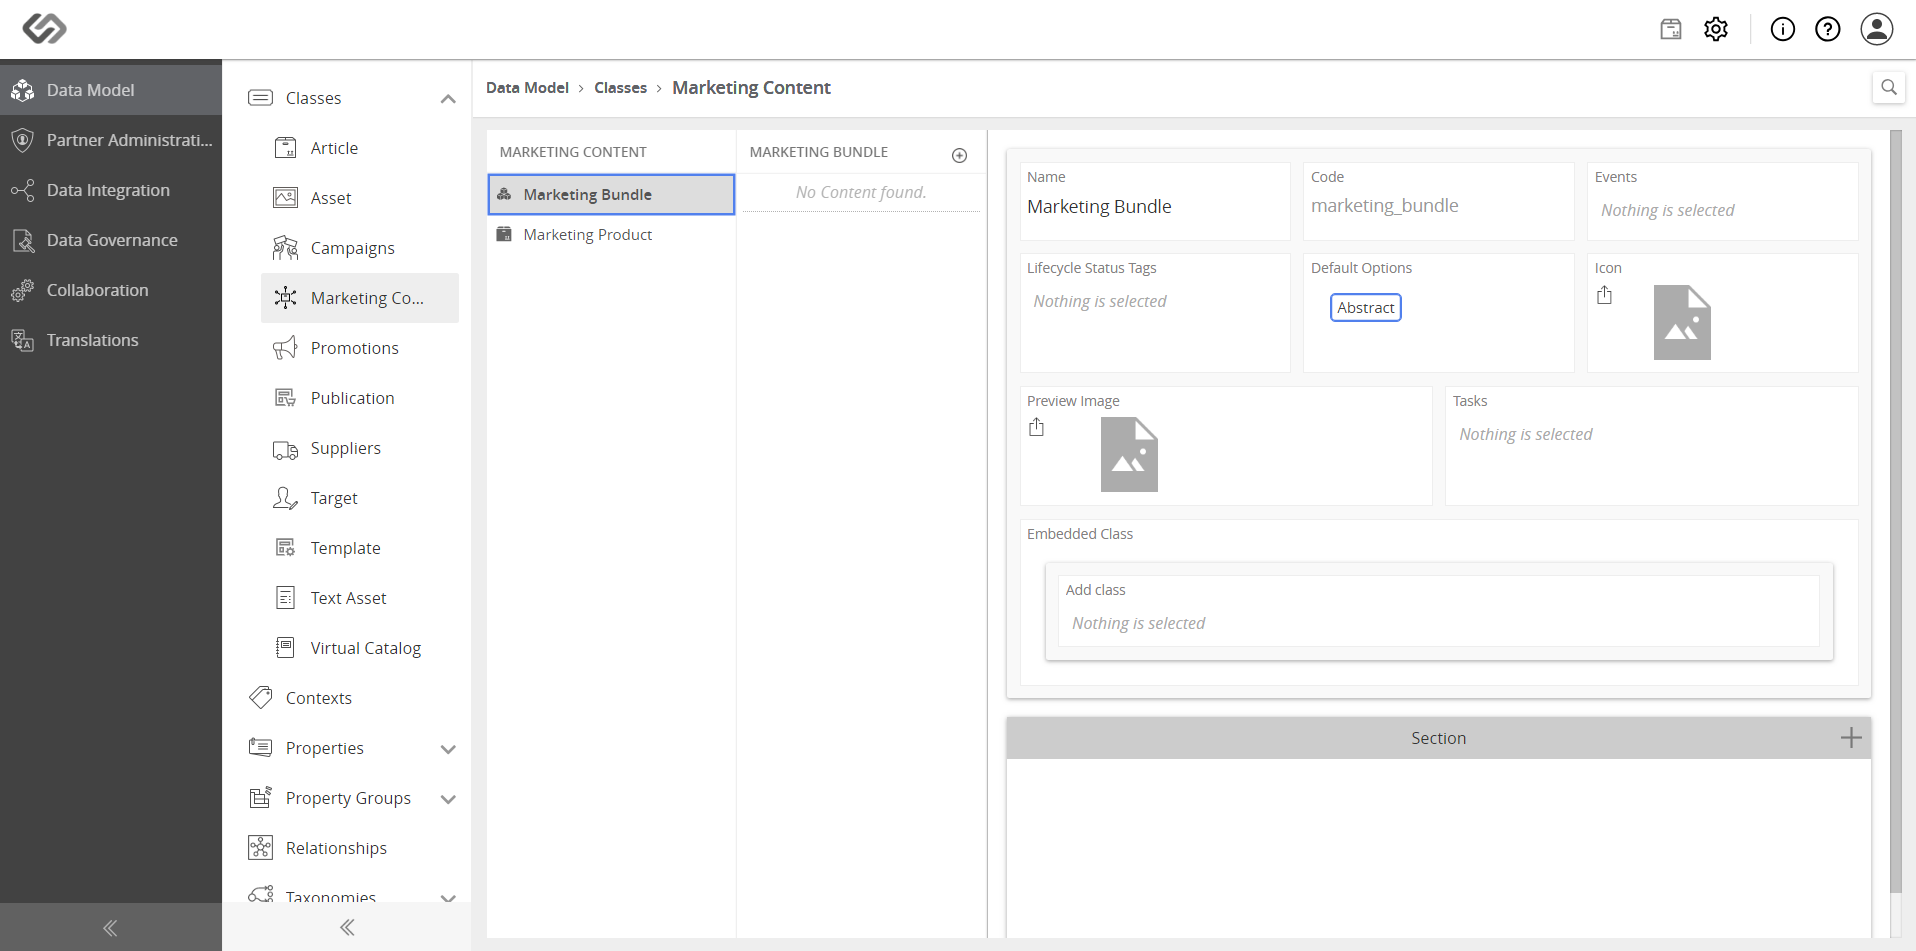 Data Model
Partner Administrati...
Data Integration
Data Governance
Collaboration
Translations
Classes
Article
Asset
Campaigns
Marketing Co...
Promotions
Publication
Suppliers
Target
Template
Text Asset
Virtual Catalog
Contexts
Properties
Property Groups
Relationships
Taxonomies
Data Model › Classes › Marketing Content
MARKETING CONTENT
Marketing Bundle
Marketing Product
MARKETING BUNDLE
No Content found.
Name
Marketing Bundle
Code
marketing_bundle
Events
Nothing is selected
Lifecycle Status Tags
Nothing is selected
Default Options
Abstract
Icon
Preview Image
Tasks
Nothing is selected
Embedded Class
Add class
Nothing is selected
Section